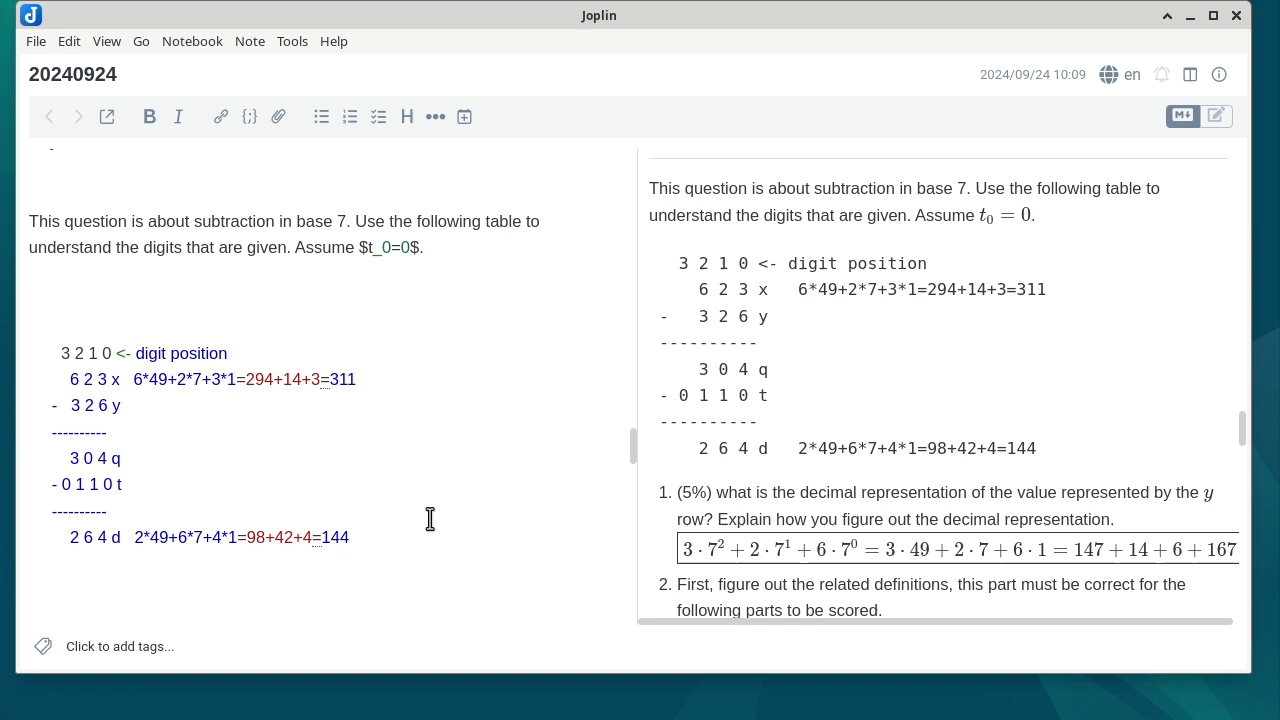 Joplin
File Edit View Go Notebook Note Tools Help
20240924
2024/09/24 10:09 en
B I {;} H ••• M↓
This question is about subtraction in base 7. Use the following table to
understand the digits that are given. Assume $t_0=0$.
3 2 1 0 <- digit position
6 2 3 x 6*49+2*7+3*1=294+14+3=311
- 3 2 6 y
----------
3 0 4 q
- 0 1 1 0 t
----------
2 6 4 d 2*49+6*7+4*1=98+42+4=144
This question is about subtraction in base 7. Use the following table to
understand the digits that are given. Assume t₀ = 0.
3 2 1 0 <- digit position
6 2 3 x 6*49+2*7+3*1=294+14+3=311
- 3 2 6 y
----------
3 0 4 q
- 0 1 1 0 t
----------
2 6 4 d 2*49+6*7+4*1=98+42+4=144
1. (5%) what is the decimal representation of the value represented by the y
row? Explain how you figure out the decimal representation.
3 · 7² + 2 · 7¹ + 6 · 7⁰ = 3 · 49 + 2 · 7 + 6 · 1 = 147 + 14 + 6 + 167
2. First, figure out the related definitions, this part must be correct for the
following parts to be scored.
Click to add tags...